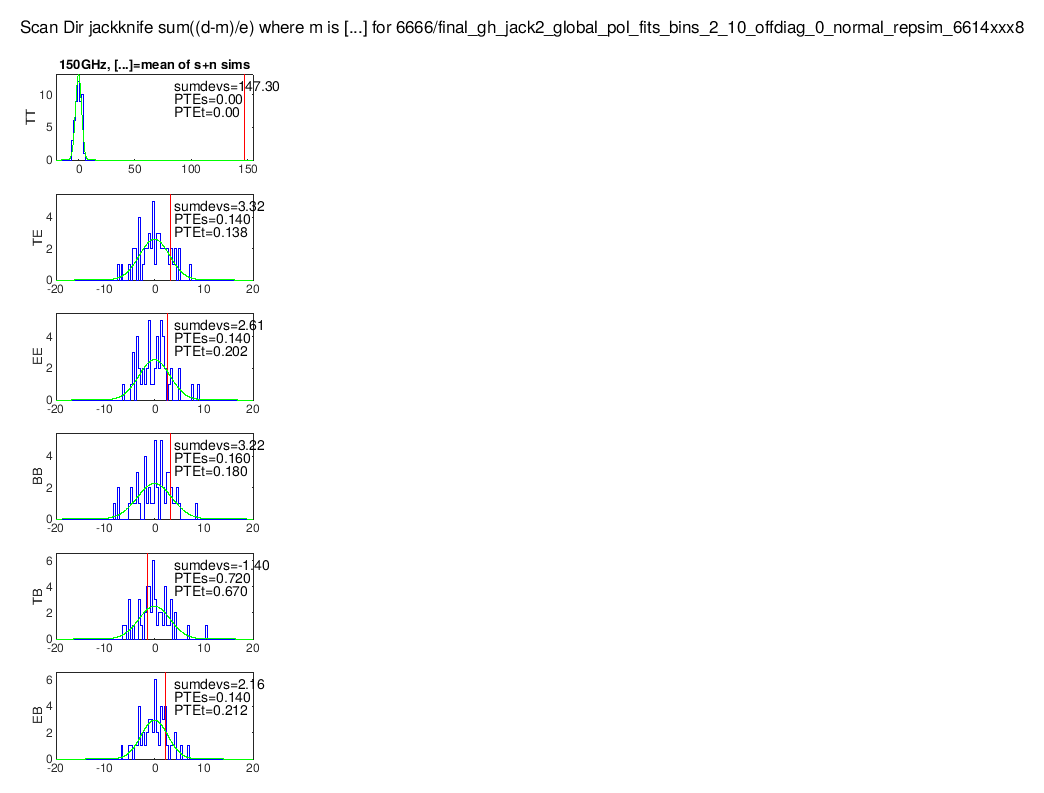 Scan Dir jackknife sum((d-m)/e) where m is [...] for 6666/final_gh_jack2_global_pol_fits_bins_2_10_offdiag_0_normal_repsim_6614xxx8
150GHz, [...]=mean of s+n sims
sumdevs=147.30
PTEs=0.00
PTEt=0.00
TT
10
5
0
0 50 100 150
sumdevs=3.32
PTEs=0.140
PTEt=0.138
TE
4
2
0
-20 -10 0 10 20
sumdevs=2.61
PTEs=0.140
PTEt=0.202
EE
4
2
0
-20 -10 0 10 20
sumdevs=3.22
PTEs=0.160
PTEt=0.180
BB
4
2
0
-20 -10 0 10 20
sumdevs=-1.40
PTEs=0.720
PTEt=0.670
TB
6
4
2
0
-20 -10 0 10 20
sumdevs=2.16
PTEs=0.140
PTEt=0.212
EB
6
4
2
0
-20 -10 0 10 20